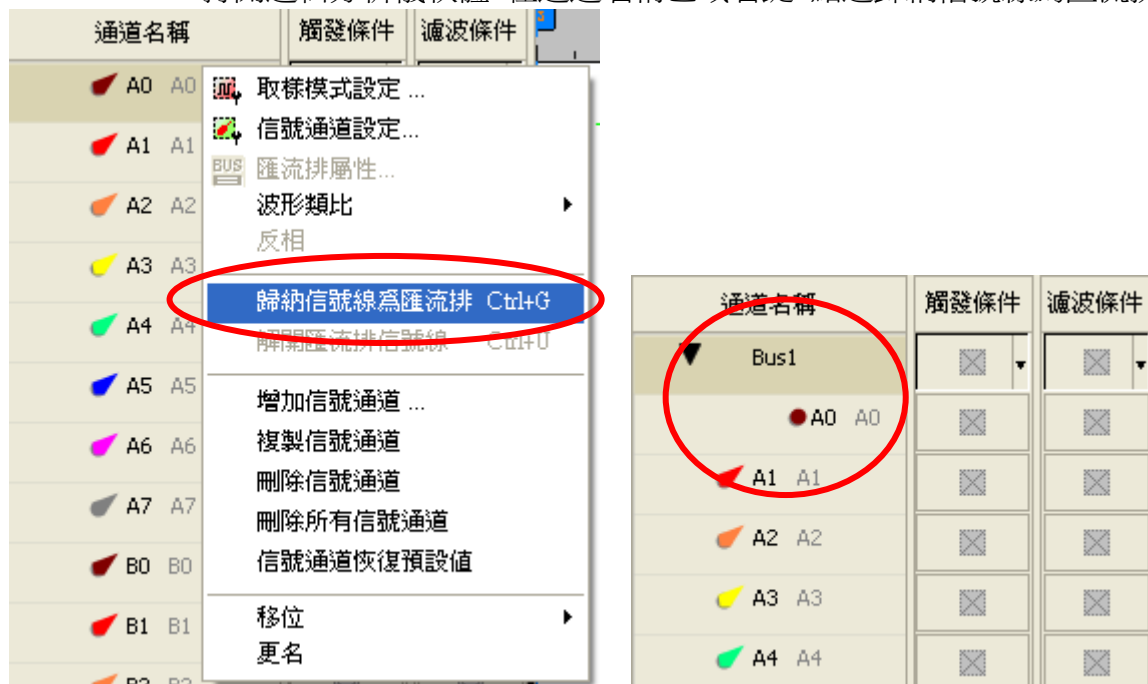 通道名稱 觸發條件 濾波條件
A0 A0
A1 A1
A2 A2
A3 A3
A4 A4
A5 A5
A6 A6
A7 A7
B0 B0
B1 B1
取樣模式設定 ...
信號通道設定...
BUS 匯流排屬性...
波形類比
反相
歸納信號線為匯流排 Ctrl+G
解開匯流排信號線 Ctrl+U
增加信號通道 ...
複製信號通道
刪除信號通道
刪除所有信號通道
信號通道恢復預設值
移位
更名
通道名稱 觸發條件 濾波條件
Bus1
A0 A0
A1 A1
A2 A2
A3 A3
A4 A4